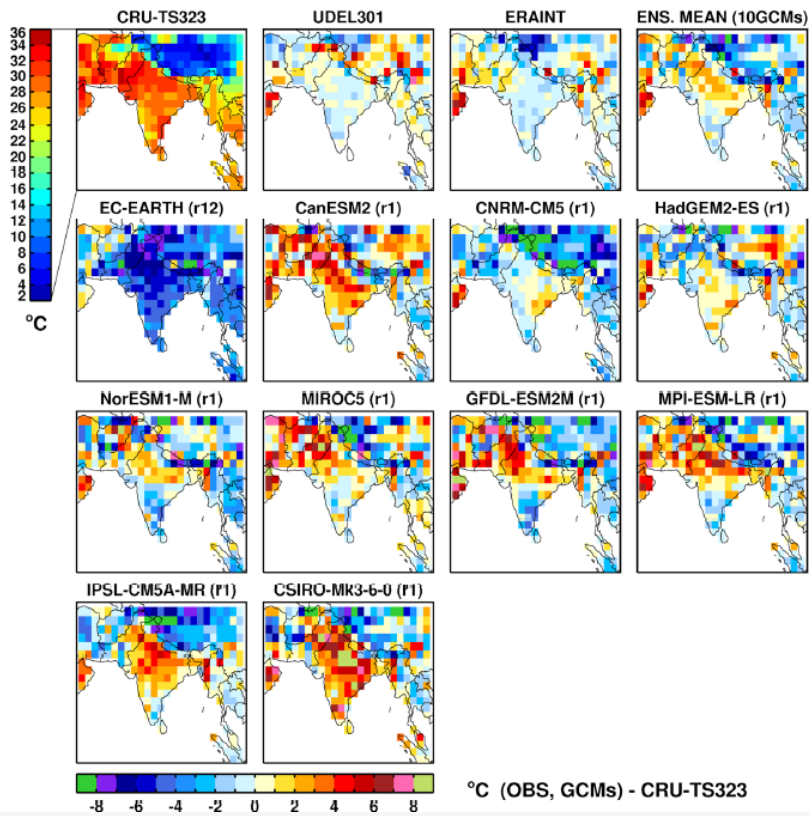 CRU-TS323 UDEL301 ERAINT ENS. MEAN (10GCMs)
36
34
32
30
28
26
24
22
20
18
16
14
12
10
8
6
4
2
°C
EC-EARTH (r12) CanESM2 (r1) CNRM-CM5 (r1) HadGEM2-ES (r1)
NorESM1-M (r1) MIROC5 (r1) GFDL-ESM2M (r1) MPI-ESM-LR (r1)
IPSL-CM5A-MR (r1) CSIRO-Mk3-6-0 (r1)
-8 -6 -4 -2 0 2 4 6 8
°C (OBS, GCMs) - CRU-TS323